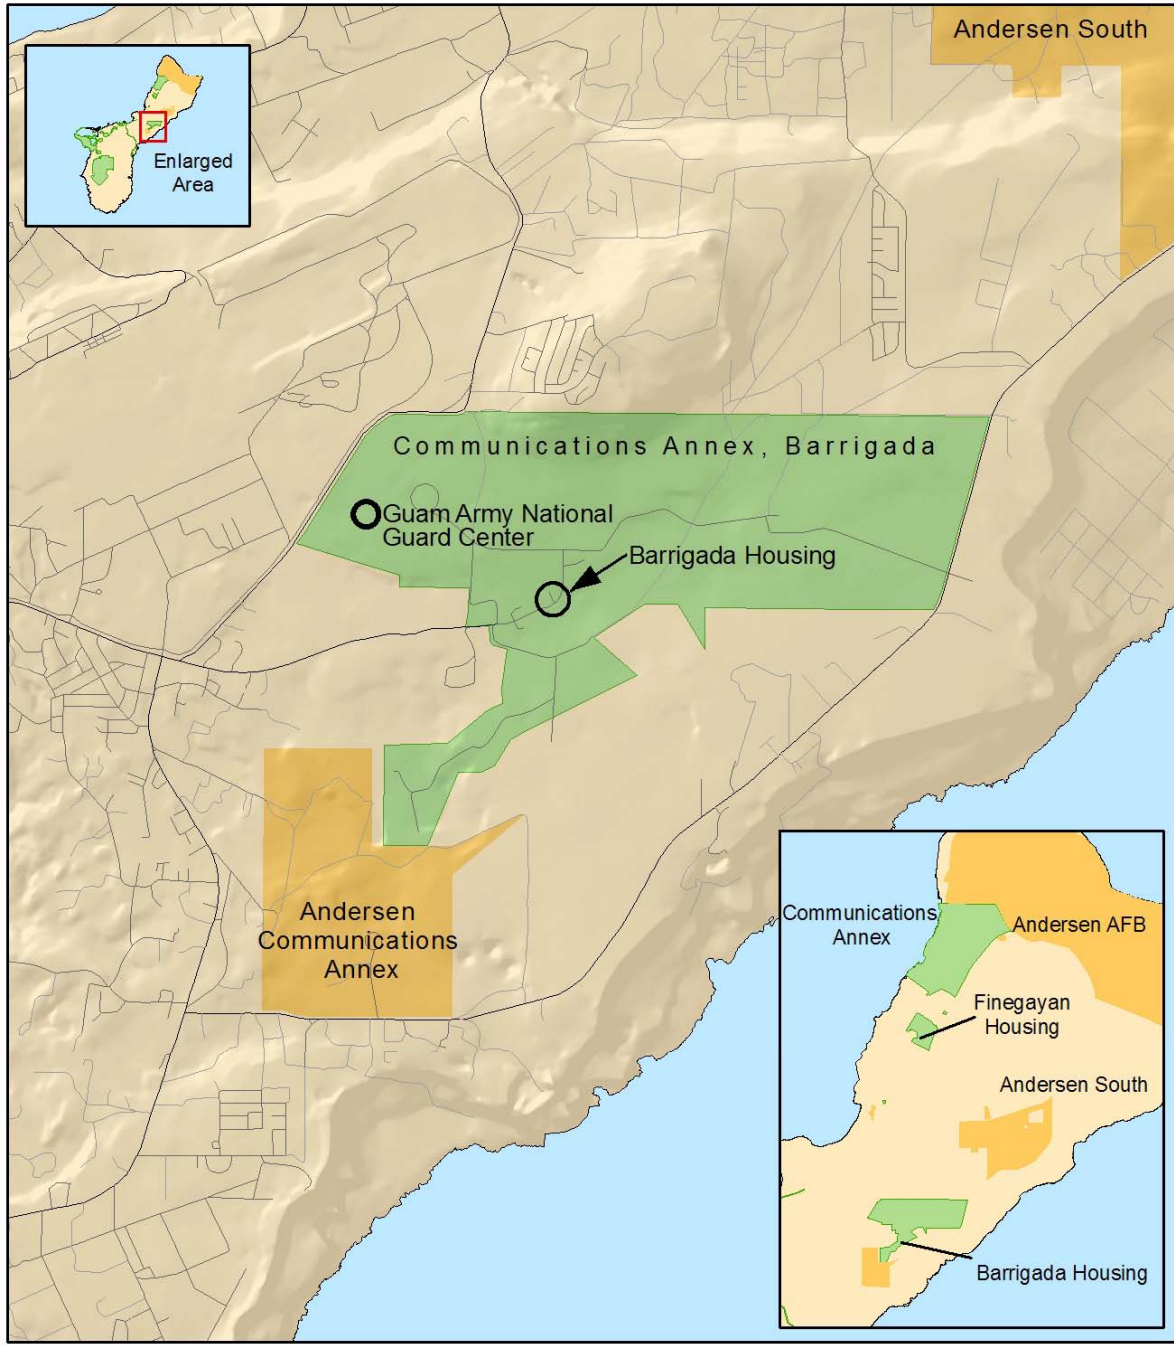 Andersen South
Enlarged
Area
Communications Annex, Barrigada
Guam Army National
Guard Center
Barrigada Housing
Andersen
Communications
Annex
Communications
Annex
Andersen AFB
Finegayan
Housing
Andersen South
Barrigada Housing